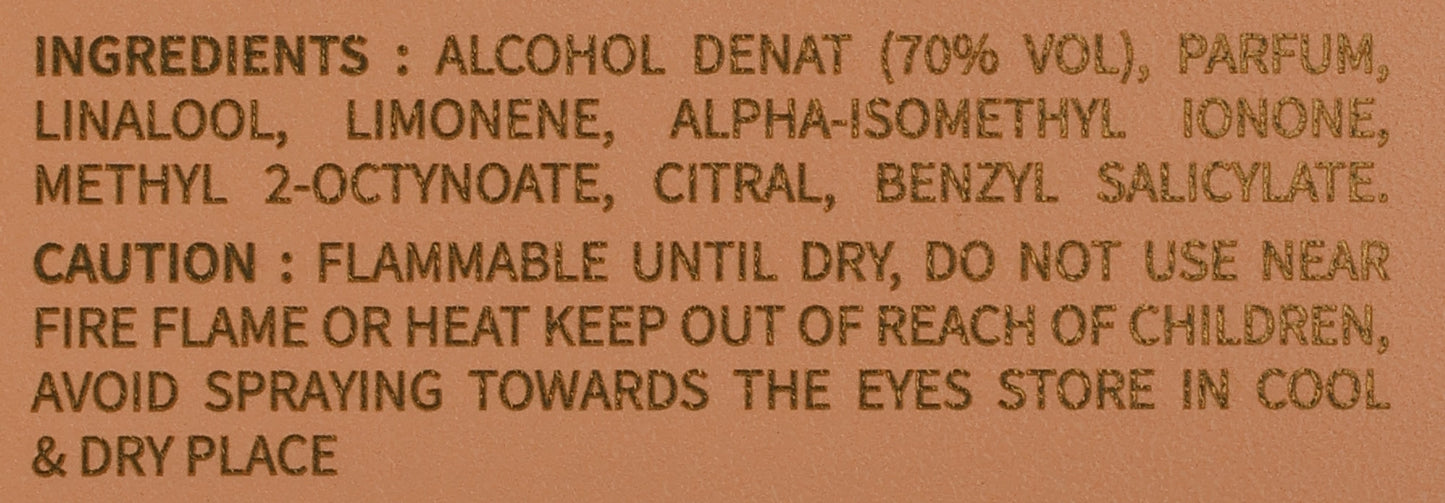 INGREDIENTS : ALCOHOL DENAT (70% VOL), PARFUM,
LINALOOL, LIMONENE, ALPHA-ISOMETHYL IONONE,
METHYL 2-OCTYNOATE, CITRAL, BENZYL SALICYLATE.
CAUTION : FLAMMABLE UNTIL DRY, DO NOT USE NEAR
FIRE FLAME OR HEAT KEEP OUT OF REACH OF CHILDREN,
AVOID SPRAYING TOWARDS THE EYES STORE IN COOL
& DRY PLACE